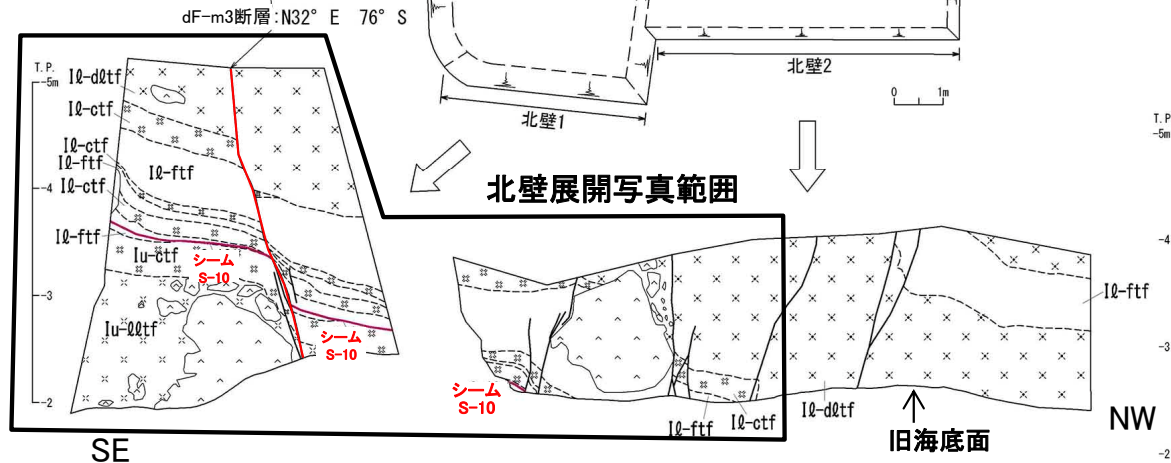 dF-m3断層:N32° E 76° S
北壁2
0 1m
北壁1
T.P.
-5m
Iℓ-dℓtf
Iℓ-ctf
Iℓ-ctf
Iℓ-ftf
Iℓ-ctf
Iℓ-ftf
-4
Iℓ-ftf
Iu-ctf
シーム
S-10
-3
Iu-ℓℓtf
シーム
S-10
-2
SE
北壁展開写真範囲
T.P
-5m
-4
Iℓ-ftf
-3
シーム
S-10
Iℓ-ftf
Iℓ-ctf
Iℓ-dℓtf
旧海底面
NW
-2